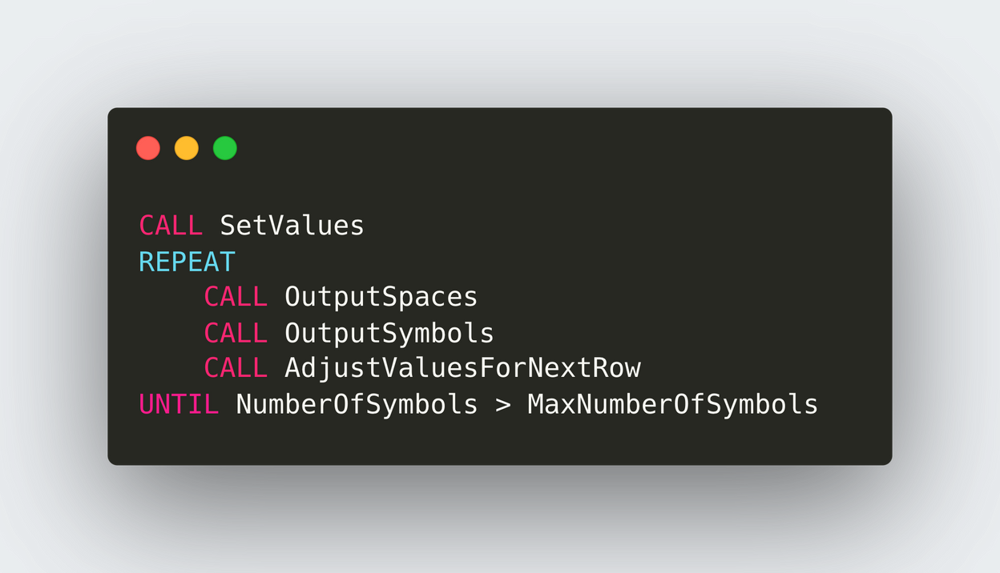 CALL SetValues
REPEAT
    CALL OutputSpaces
    CALL OutputSymbols
    CALL AdjustValuesForNextRow
UNTIL NumberOfSymbols > MaxNumberOfSymbols